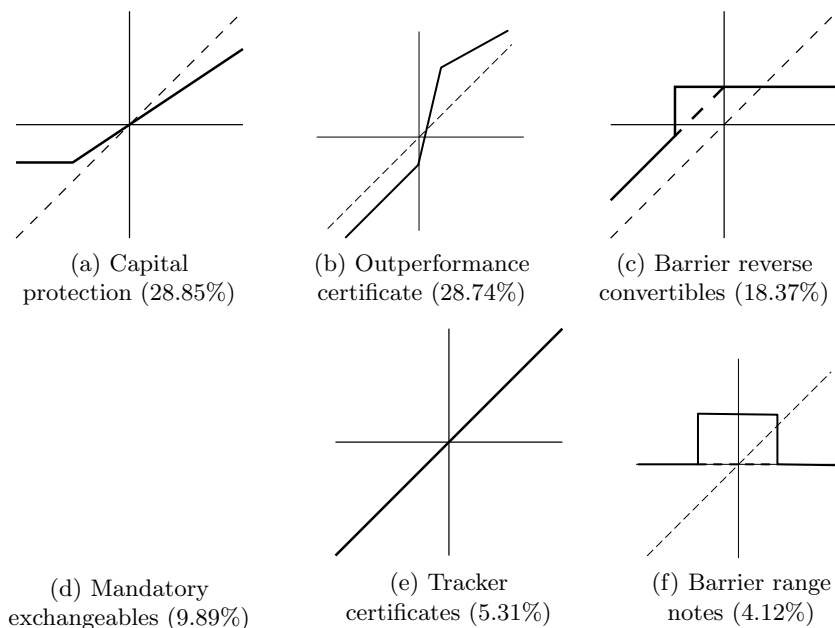 (a) Capital
protection (28.85%)
(b) Outperformance
certificate (28.74%)
(c) Barrier reverse
convertibles (18.37%)
(d) Mandatory
exchangeables (9.89%)
(e) Tracker
certificates (5.31%)
(f) Barrier range
notes (4.12%)